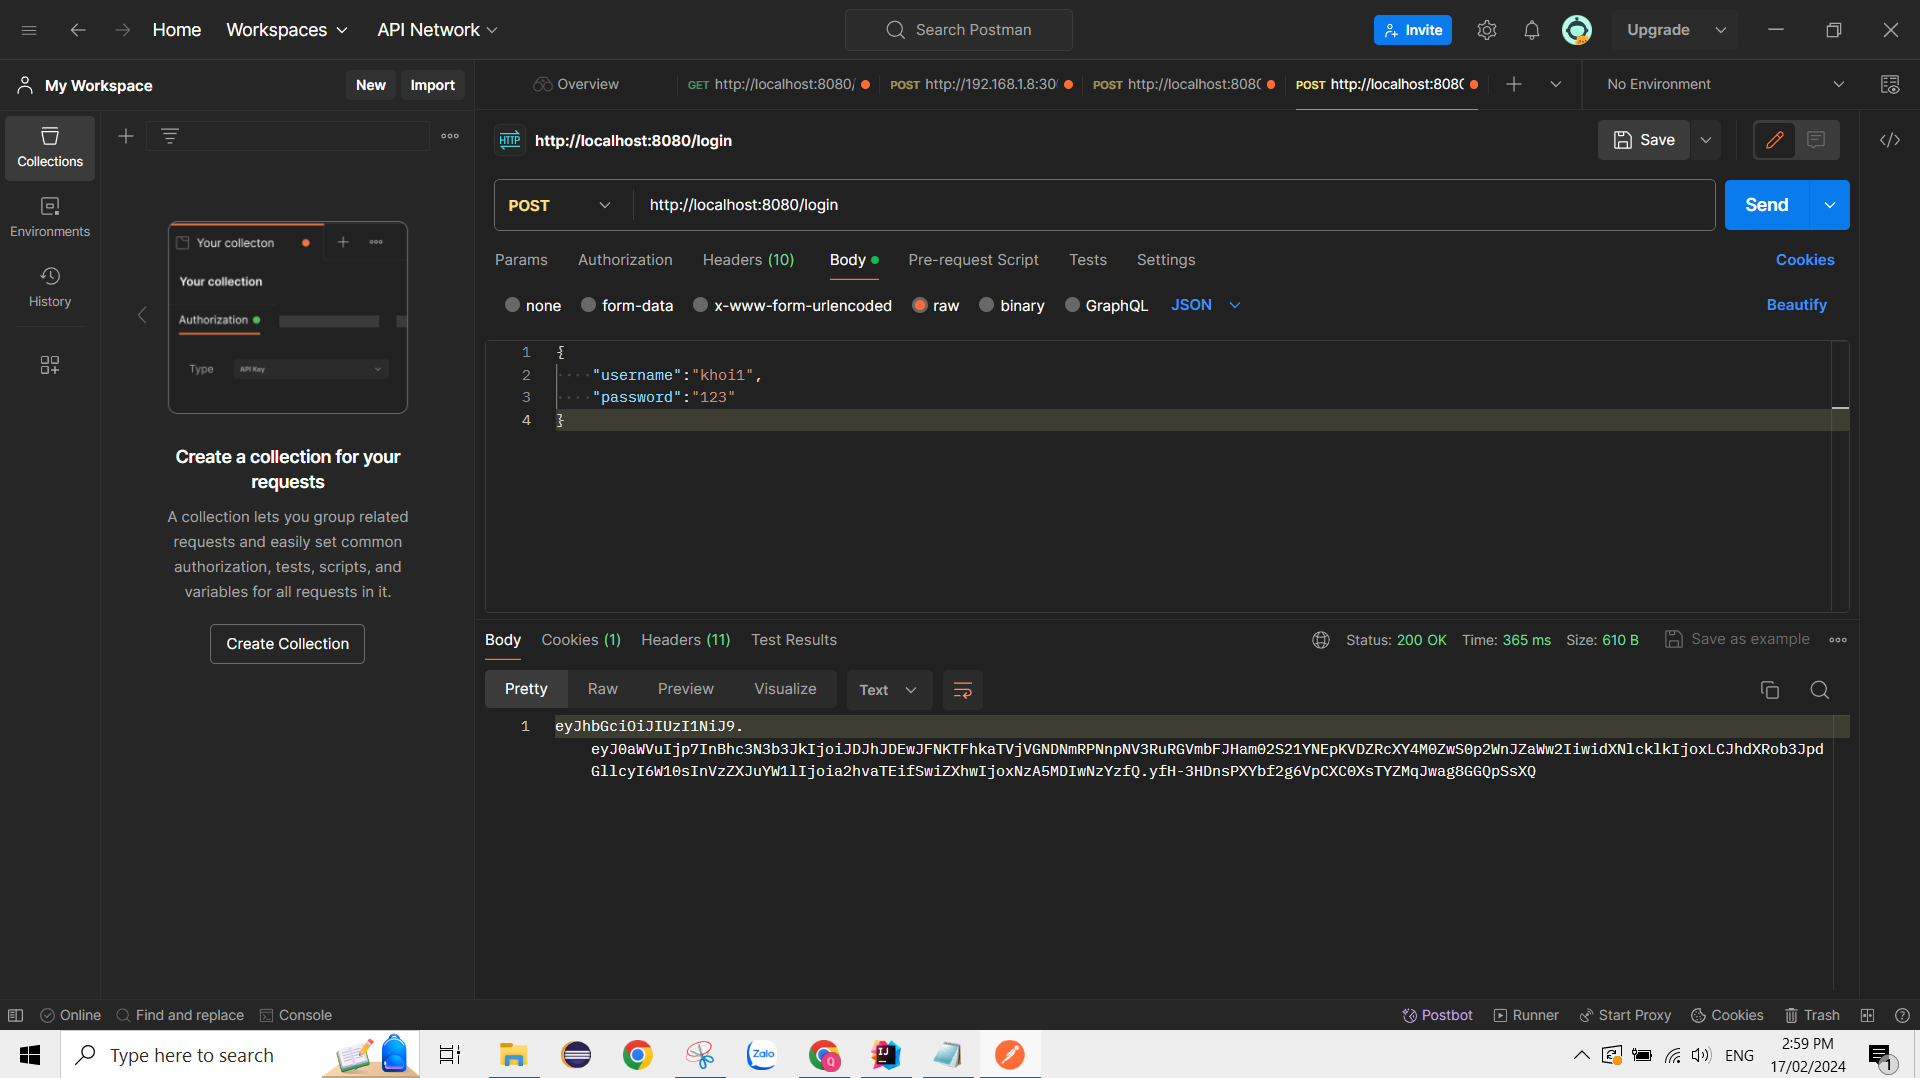 Home
Workspaces
API Network
Search Postman
Invite
Upgrade
My Workspace
New
Import
Overview
GET http://localhost:8080/
POST http://192.168.1.8:30
POST http://localhost:8080
POST http://localhost:8080
No Environment
Collections
Environments
History
HTTP http://localhost:8080/login
Save
POST
http://localhost:8080/login
Send
Params
Authorization
Headers (10)
Body
Pre-request Script
Tests
Settings
Cookies
none
form-data
x-www-form-urlencoded
raw
binary
GraphQL
JSON
Beautify
1 {
2 "username":"khoi1",
3 "password":"123"
4 }
Your collecton
Your collection
Authorization
Type
API Key
Create a collection for your
requests
A collection lets you group related
requests and easily set common
authorization, tests, scripts, and
variables for all requests in it.
Create Collection
Body
Cookies (1)
Headers (11)
Test Results
Status: 200 OK
Time: 365 ms
Size: 610 B
Save as example
Pretty
Raw
Preview
Visualize
Text
1 eyJhbGciOiJIUzI1NiJ9.
eyJ0aWVuIjp7InBhc3N3b3JkIjoiJDJhJDEwJFNKTFhkaTVjVGNDNmRPNnpNV3RuRGVmbFJHam02S21YNEpKVDZRcXY4M0ZwS0p2WnJZaWw2IiwidXNlcklkIjoxLCJhdXRob3Jpd
GllcyI6W10sInVzZXJuYW1lIjoia2hvaTEifSwiZXhwIjoxNzA5MDIwNzYzfQ.yfH-3HDnsPXYbf2g6VpCXC0XsTYZMqJwag8GGQpSsXQ
Online
Find and replace
Console
Postbot
Runner
Start Proxy
Cookies
Trash
Type here to search
Zalo
Q
IJ
ENG
2:59 PM
17/02/2024
1